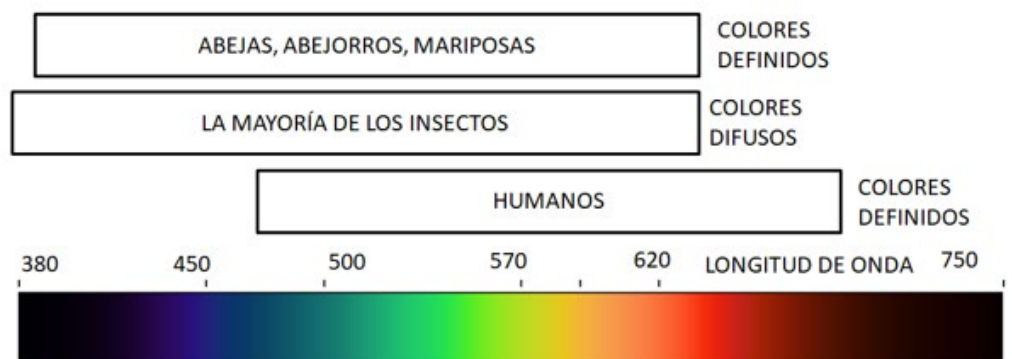 ABEJAS, ABEJORROS, MARIPOSAS
COLORES
DEFINIDOS
LA MAYORÍA DE LOS INSECTOS
COLORES
DIFUSOS
HUMANOS
COLORES
DEFINIDOS
380 450 500 570 620 LONGITUD DE ONDA 750